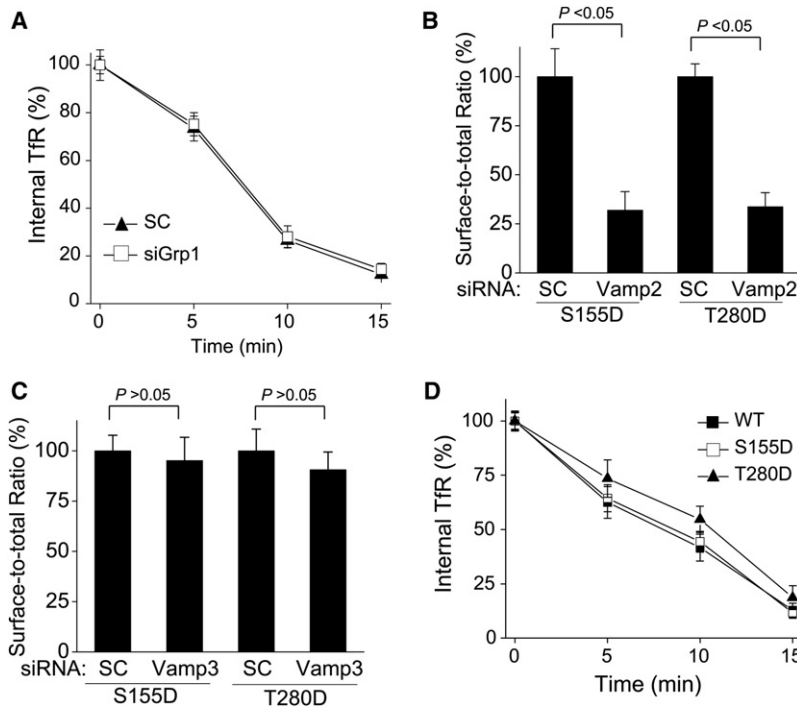 A
Internal TfR (%)
100
80
60
40
20
0
SC
siGrp1
0 5 10 15
Time (min)
B
P <0.05 P <0.05
Surface-to-total Ratio (%)
100
75
50
25
0
siRNA: SC Vamp2 SC Vamp2
S155D T280D
C
P >0.05 P >0.05
Surface-to-total Ratio (%)
100
75
50
25
0
siRNA: SC Vamp3 SC Vamp3
S155D T280D
D
Internal TfR (%)
100
75
50
25
0
WT
S155D
T280D
0 5 10 15
Time (min)